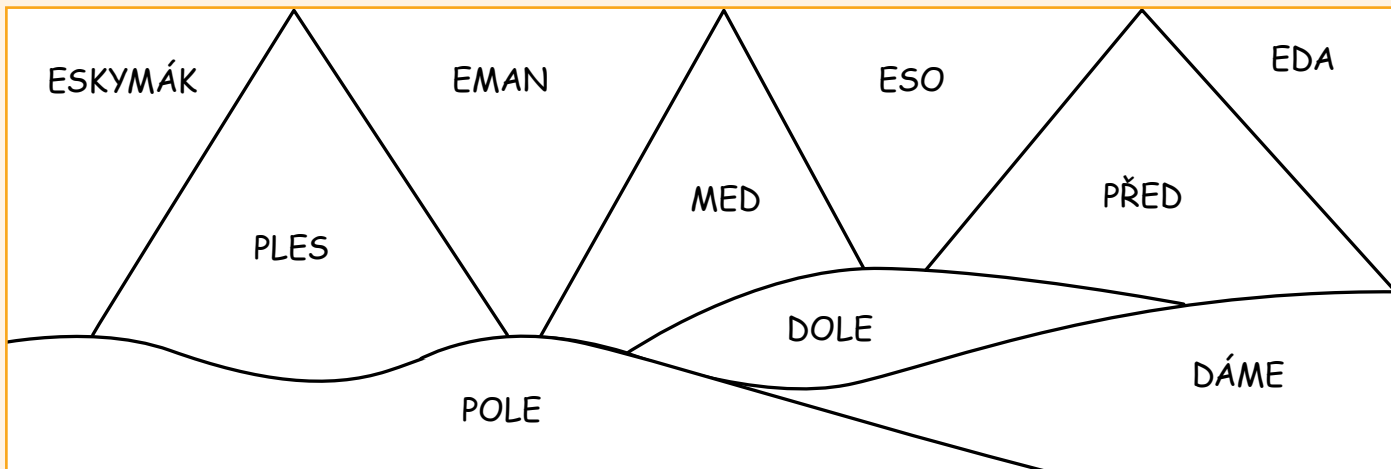 ESKYMÁK
EMAN
ESO
EDA
PLES
MED
PŘED
DOLE
POLE
DÁME